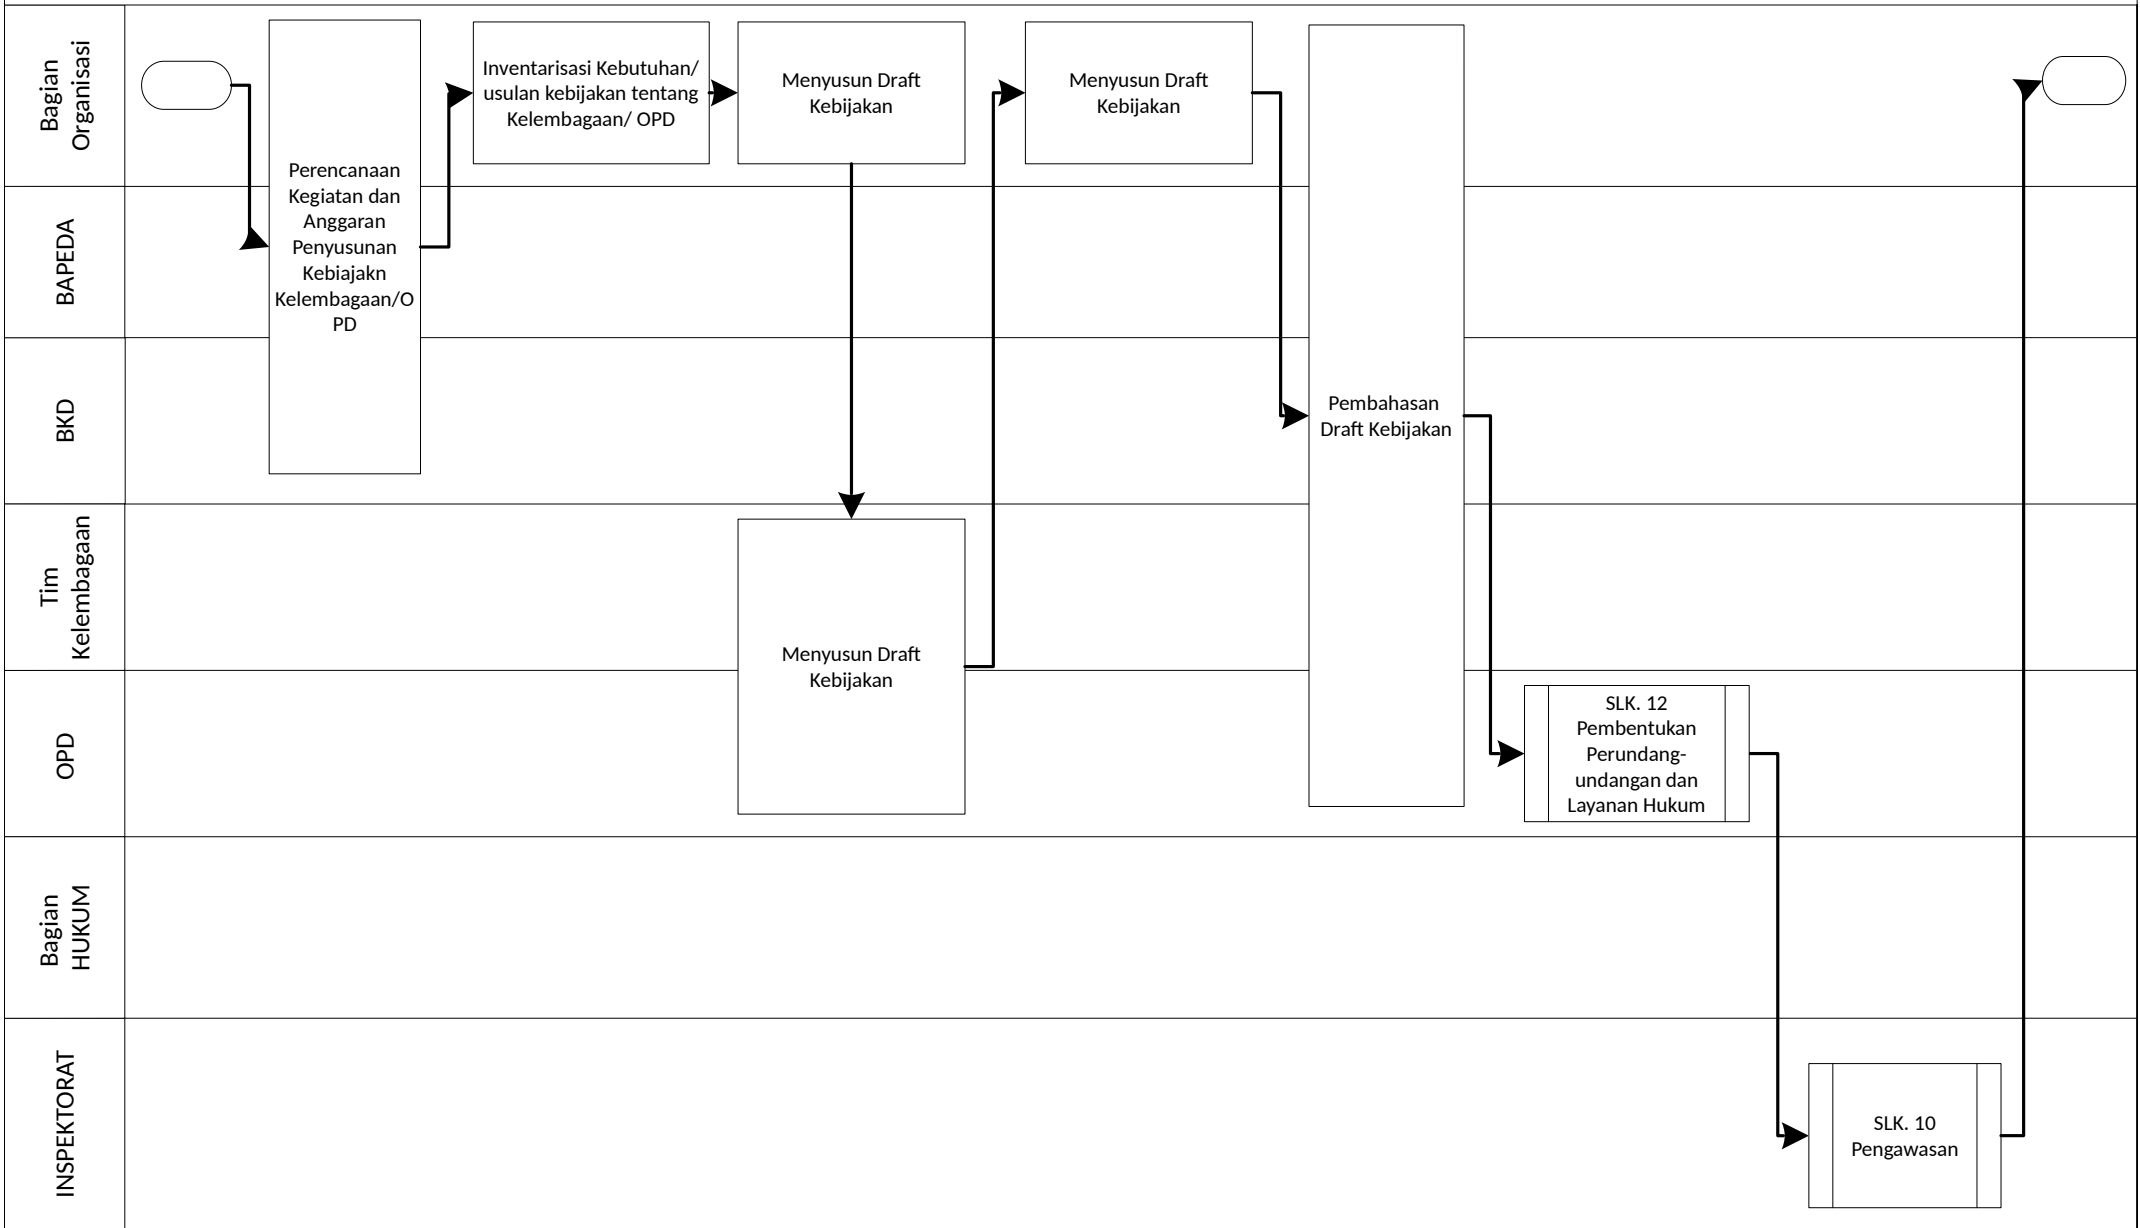 Bagian
Organisasi
BAPEDA
BKD
Tim
Kelembagaan
OPD
Bagian
HUKUM
INSPEKTORAT
Perencanaan
Kegiatan dan
Anggaran
Penyusunan
Kebiajakn
Kelembagaan/O
PD
Inventarisasi Kebutuhan/
usulan kebijakan tentang
Kelembagaan/ OPD
Menyusun Draft
Kebijakan
Menyusun Draft
Kebijakan
Menyusun Draft
Kebijakan
Pembahasan
Draft Kebijakan
SLK. 12
Pembentukan
Perundang-
undangan dan
Layanan Hukum
SLK. 10
Pengawasan